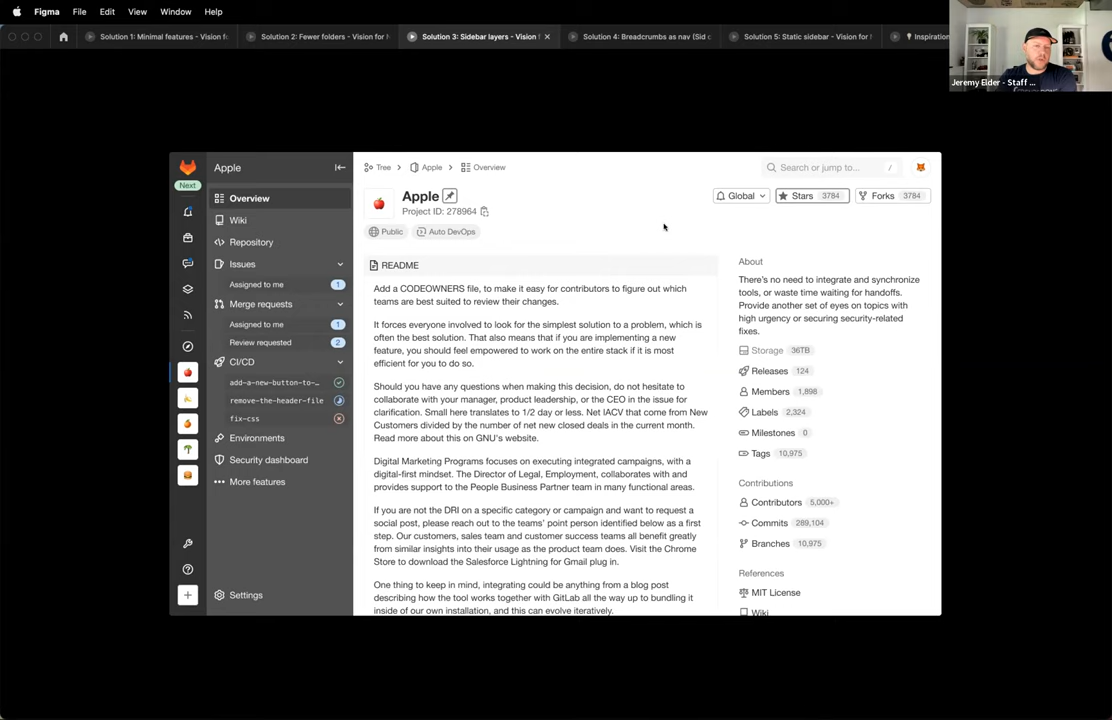 Figma File Edit View Window Help
Solution 1: Minimal features - Vision f
Solution 2: Fewer folders - Vision for
Solution 3: Sidebar layers - Vision
Solution 4: Breadcrumbs as nav (Sid
Solution 5: Static sidebar - Vision for
Inspiration
Jeremy Elder - Staff ...
Next
Apple
Overview
Wiki
Repository
Issues
Assigned to me 1
Merge requests
Assigned to me 1
Review requested 2
CI/CD
add-a-new-button-to-…
remove-the-header-file
fix-css
Environments
Security dashboard
More features
Settings
Tree > Apple > Overview
Search or jump to... /
Apple
Project ID: 278964
Global
Stars 3784
Forks 3784
Public
Auto DevOps
README
Add a CODEOWNERS file, to make it easy for contributors to figure out which
teams are best suited to review their changes.
It forces everyone involved to look for the simplest solution to a problem, which is
often the best solution. That also means that if you are implementing a new
feature, you should feel empowered to work on the entire stack if it is most
efficient for you to do so.
Should you have any questions when making this decision, do not hesitate to
collaborate with your manager, product leadership, or the CEO in the issue for
clarification. Small here translates to 1/2 day or less. Net IACV that come from New
Customers divided by the number of net new closed deals in the current month.
Read more about this on GNU's website.
Digital Marketing Programs focuses on executing integrated campaigns, with a
digital-first mindset. The Director of Legal, Employment, collaborates with and
provides support to the People Business Partner team in many functional areas.
If you are not the DRI on a specific category or campaign and want to request a
social post, please reach out to the teams' point person identified below as a first
step. Our customers, sales team and customer success teams all benefit greatly
from similar insights into their usage as the product team does. Visit the Chrome
Store to download the Salesforce Lightning for Gmail plug in.
One thing to keep in mind, integrating could be anything from a blog post
describing how the tool works together with GitLab all the way up to bundling it
inside of our own installation, and this can evolve iteratively.
About
There's no need to integrate and synchronize
tools, or waste time waiting for handoffs.
Provide another set of eyes on topics with
high urgency or securing security-related
fixes.
Storage 36TB
Releases 124
Members 1,898
Labels 2,324
Milestones 0
Tags 10,975
Contributions
Contributors 5,000+
Commits 289,104
Branches 10,975
References
MIT License
Wiki